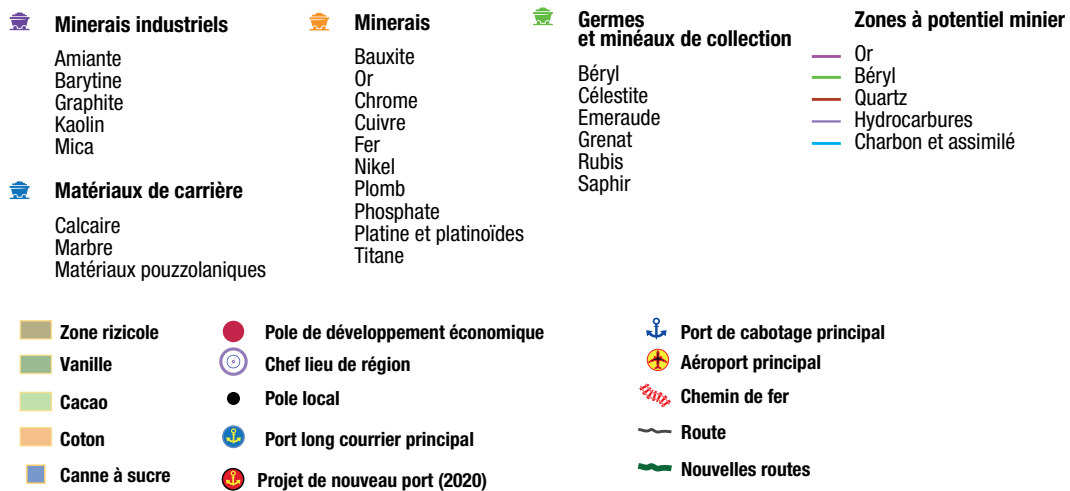 Minerais industriels
Amiante
Barytine
Graphite
Kaolin
Mica
Matériaux de carrière
Calcaire
Marbre
Matériaux pouzzolaniques
Minerais
Bauxite
Or
Chrome
Cuivre
Fer
Nikel
Plomb
Phosphate
Platine et platinoïdes
Titane
Germes
et minéaux de collection
Béryl
Célestite
Emeraude
Grenat
Rubis
Saphir
Zones à potentiel minier
Or
Béryl
Quartz
Hydrocarbures
Charbon et assimilé
Zone rizicole
Vanille
Cacao
Coton
Canne à sucre
Pole de développement économique
Chef lieu de région
Pole local
Port long courrier principal
Projet de nouveau port (2020)
Port de cabotage principal
Aéroport principal
Chemin de fer
Route
Nouvelles routes